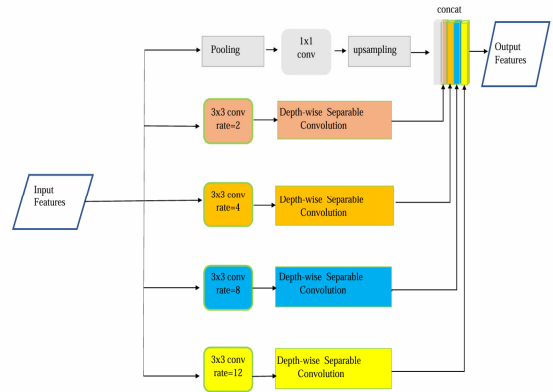 concat
Pooling
1x1
conv
upsampling
Output
Features
3x3 conv
rate=2
Depth-wise Separable
Convolution
Input
Features
3x3 conv
rate=4
Depth-wise Separable
Convolution
3x3 conv
rate=8
Depth-wise Separable
Convolution
3x3 conv
rate=12
Depth-wise Separable
Convolution